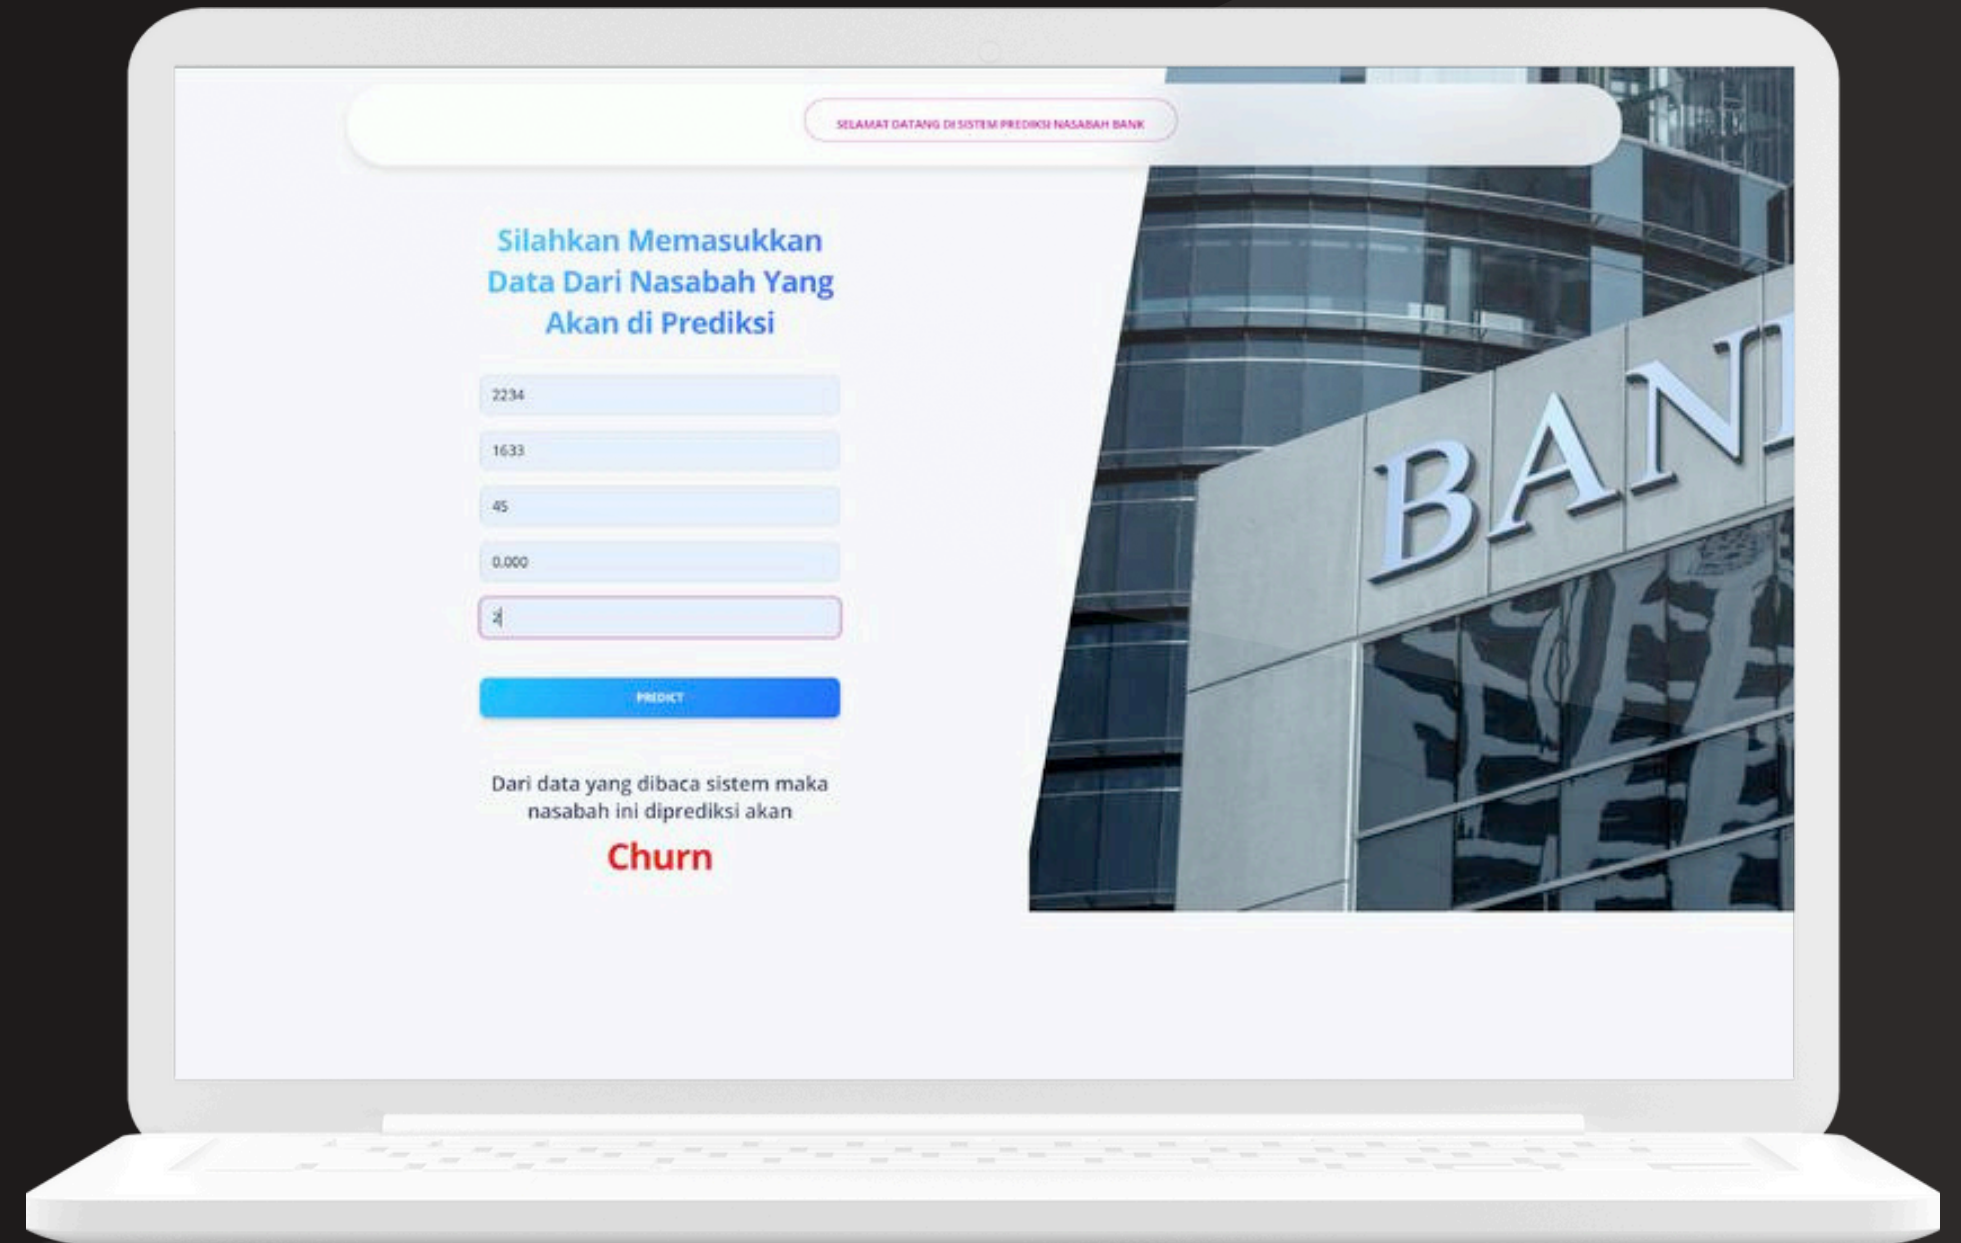 SELAMAT DATANG DI SISTEM PREDIKSI NASABAH BANK
Silahkan Memasukkan
Data Dari Nasabah Yang
Akan di Prediksi
2234
1633
45
0.000
2
PREDICT
Dari data yang dibaca sistem maka
nasabah ini diprediksi akan
Churn
BAN